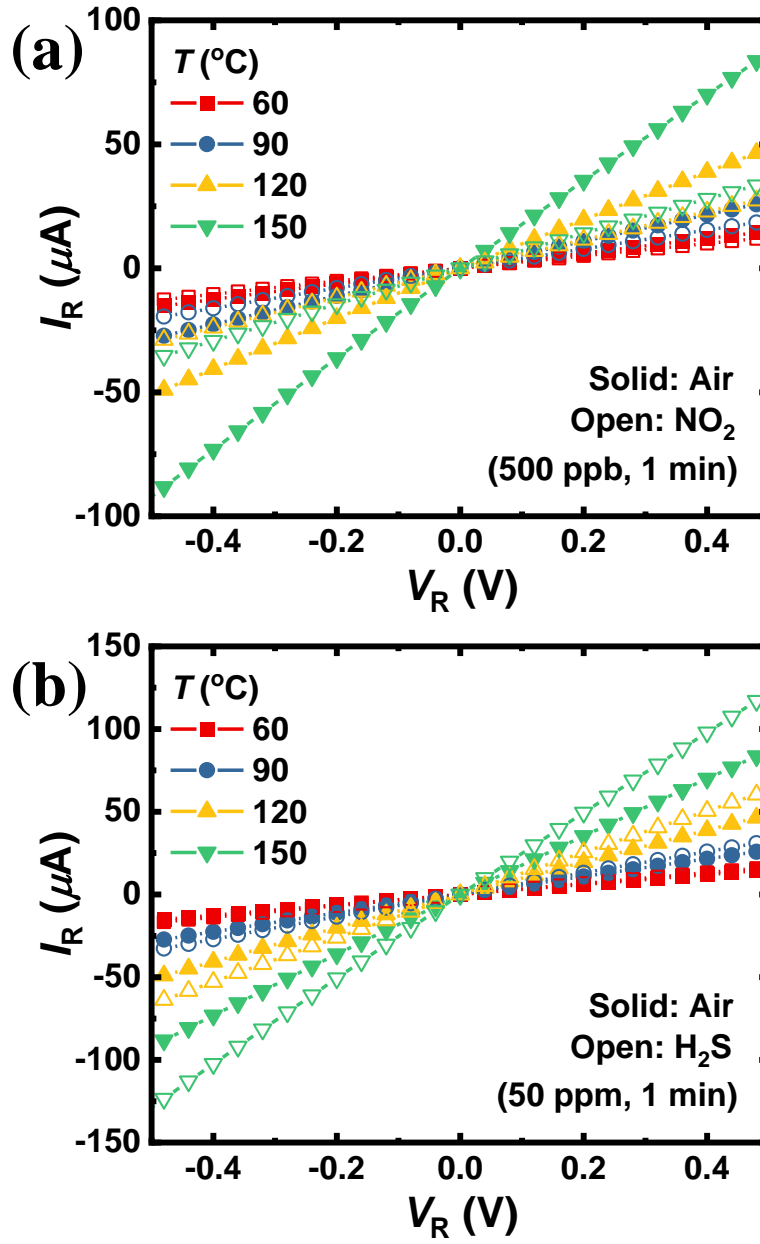 (a)
T (°C)
60
90
120
150
100
50
0
-50
-100
I_R (μA)
Solid: Air
Open: NO₂
(500 ppb, 1 min)
-0.4 -0.2 0.0 0.2 0.4
V_R (V)
(b)
T (°C)
60
90
120
150
150
100
50
0
-50
-100
-150
I_R (μA)
Solid: Air
Open: H₂S
(50 ppm, 1 min)
-0.4 -0.2 0.0 0.2 0.4
V_R (V)